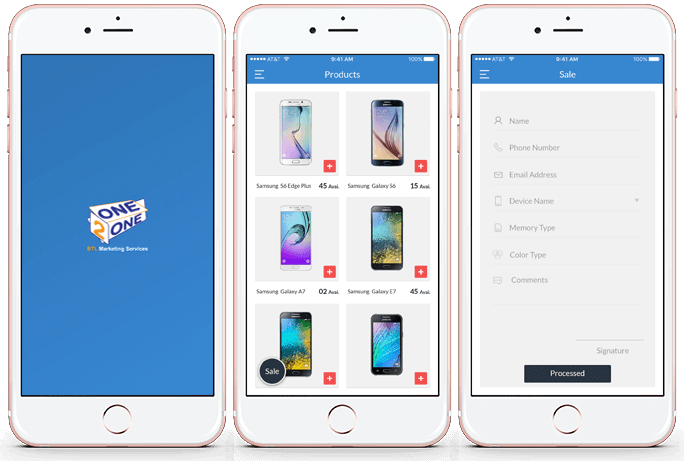 ONE
2 ONE
BTL Marketing Services
AT&T 9:41 AM 100%
Products
Samsung S6 Edge Plus 45 Avai.
Samsung Galaxy S6 15 Avai.
Samsung Galaxy A7 02 Avai.
Samsung Galaxy E7 45 Avai.
Sale
AT&T 9:41 AM 100%
Sale
Name
Phone Number
Email Address
Device Name
Memory Type
Color Type
Comments
Signature
Processed